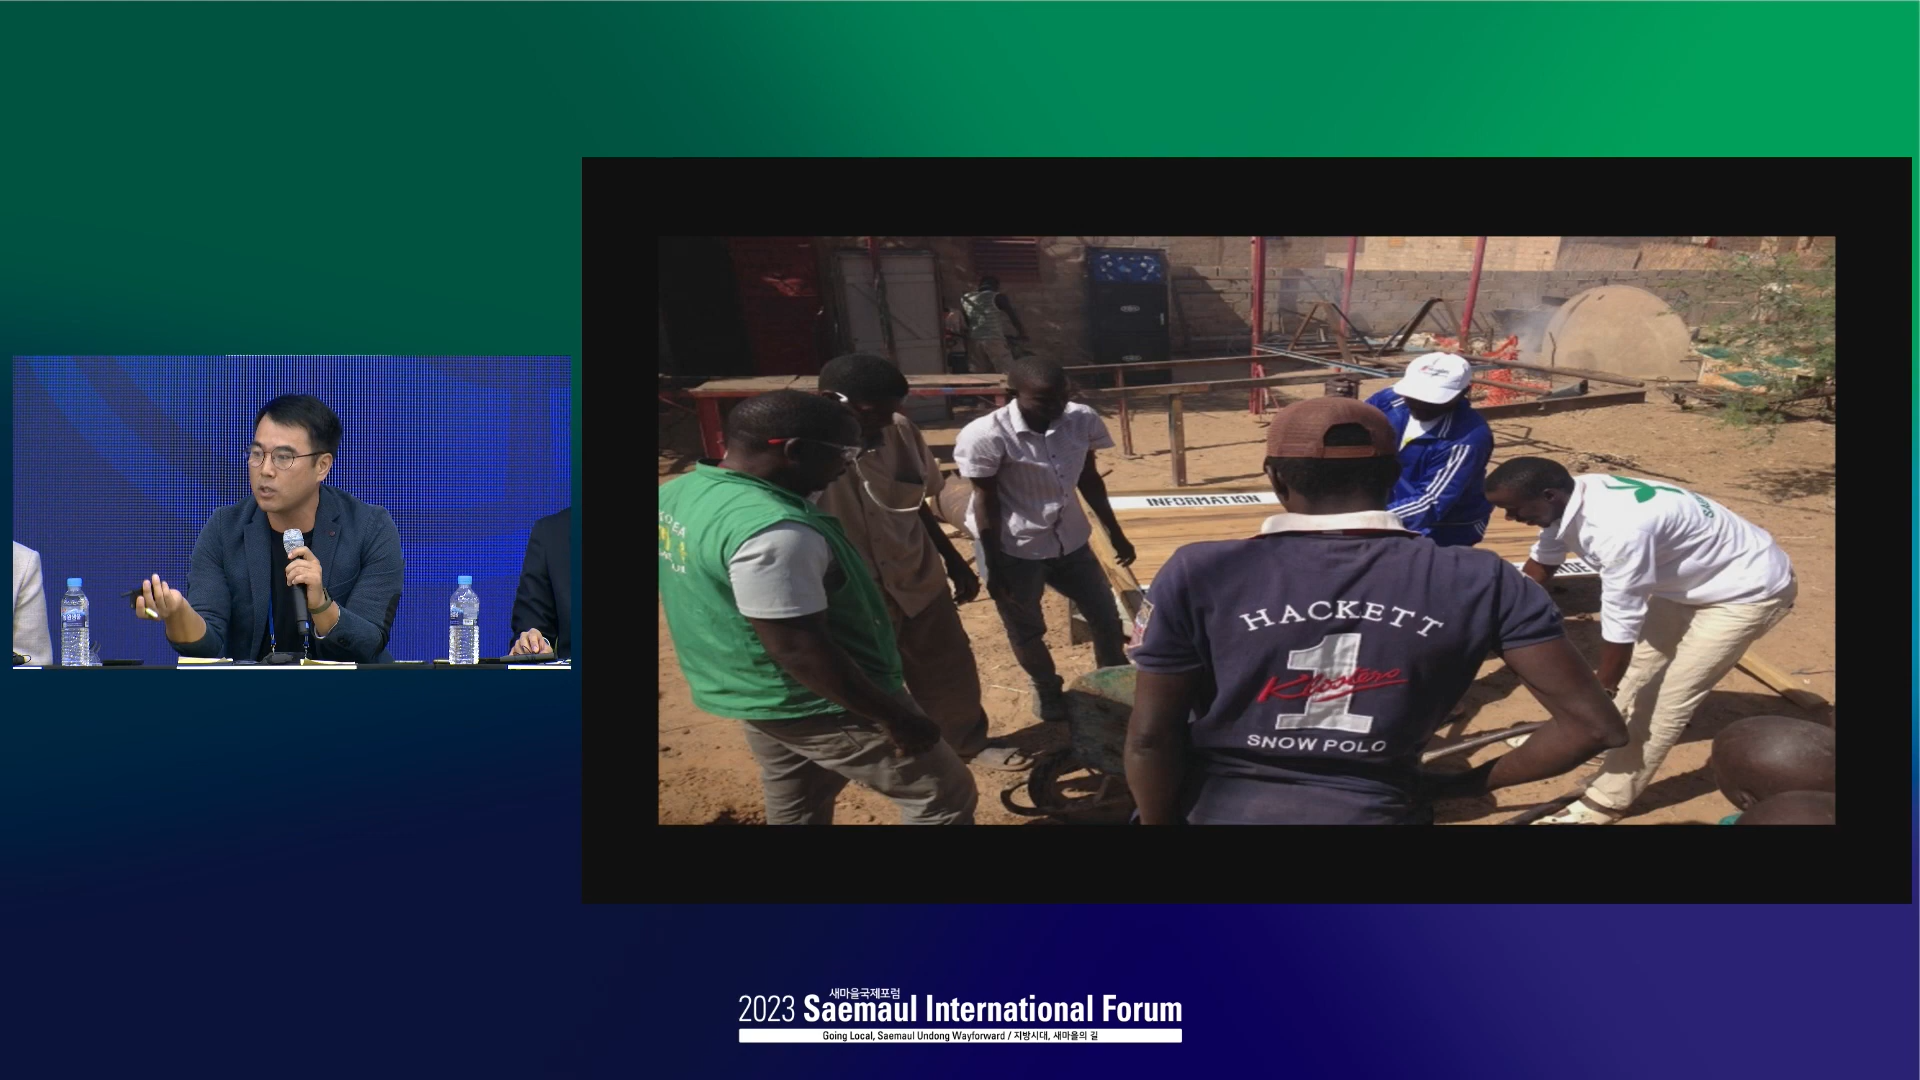 INFORMATION
HACKETT
1
Klosters
SNOW POLO
새마을국제포럼
2023 Saemaul International Forum
Going Local, Saemaul Undong Wayforward / 지방시대, 새마을의 길